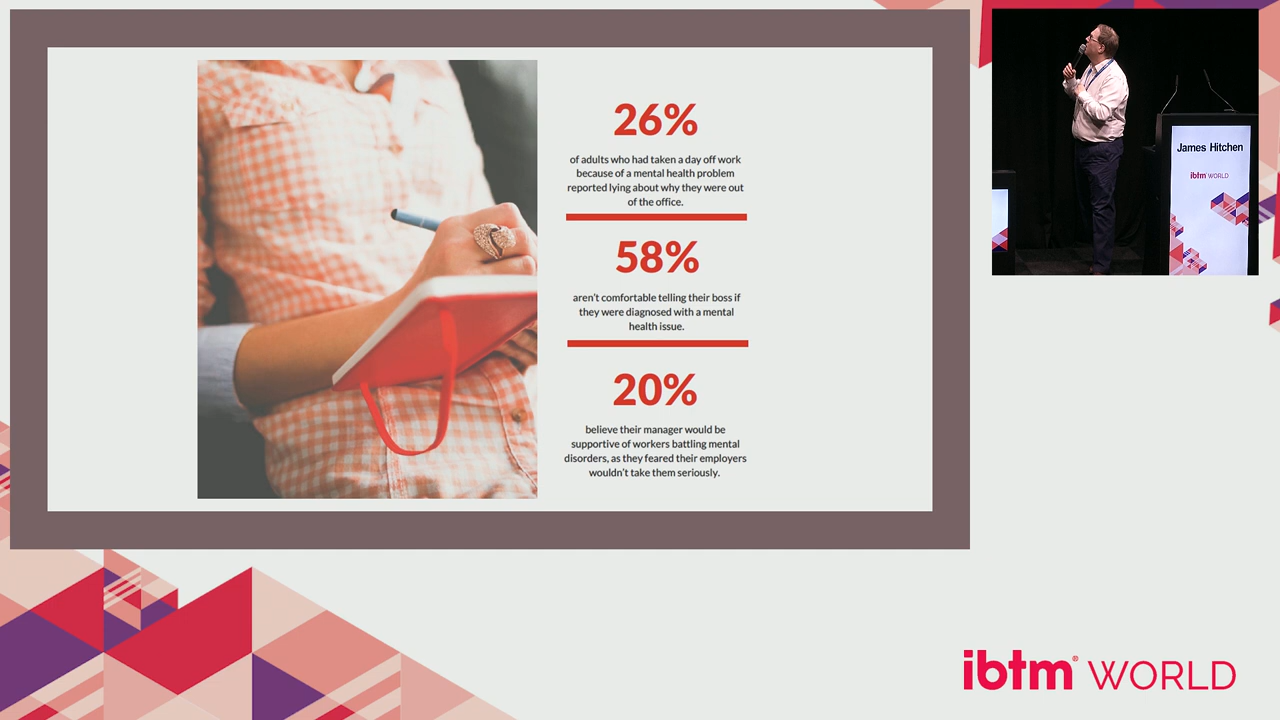 26%
of adults who had taken a day off work
because of a mental health problem
reported lying about why they were out
of the office.
58%
aren't comfortable telling their boss if
they were diagnosed with a mental
health issue.
20%
believe their manager would be
supportive of workers battling mental
disorders, as they feared their employers
wouldn't take them seriously.
James Hitchen
ibtm WORLD
ibtm® WORLD